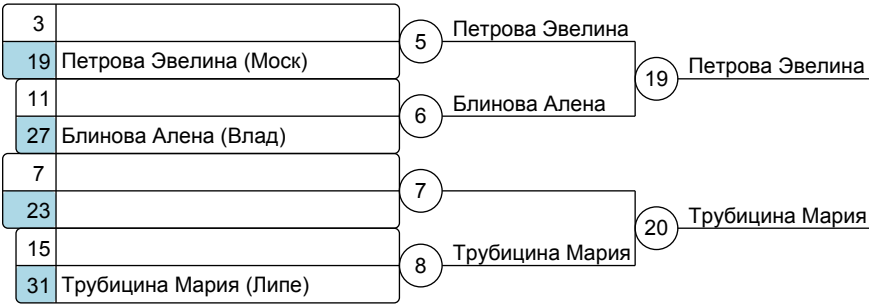 3
5
Петрова Эвелина
19 Петрова Эвелина (Моск)
19
Петрова Эвелина
11
6
Блинова Алена
27 Блинова Алена (Влад)
7
7
23
20
Трубицина Мария
15
8
Трубицина Мария
31 Трубицина Мария (Липе)